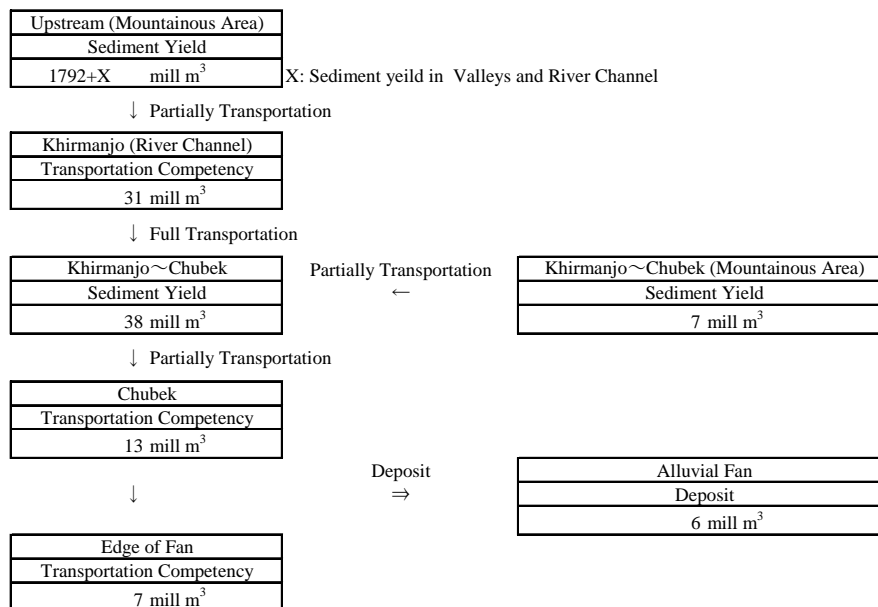 Upstream (Mountainous Area)
Sediment Yield
1792+X mill m³ X: Sediment yeild in Valleys and River Channel
↓ Partially Transportation
Khirmanjo (River Channel)
Transportation Competency
31 mill m³
↓ Full Transportation
Khirmanjo～Chubek Partially Transportation Khirmanjo～Chubek (Mountainous Area)
Sediment Yield ← Sediment Yield
38 mill m³ 7 mill m³
↓ Partially Transportation
Chubek
Transportation Competency
13 mill m³
Deposit Alluvial Fan
↓ ⇒ Deposit
6 mill m³
Edge of Fan
Transportation Competency
7 mill m³